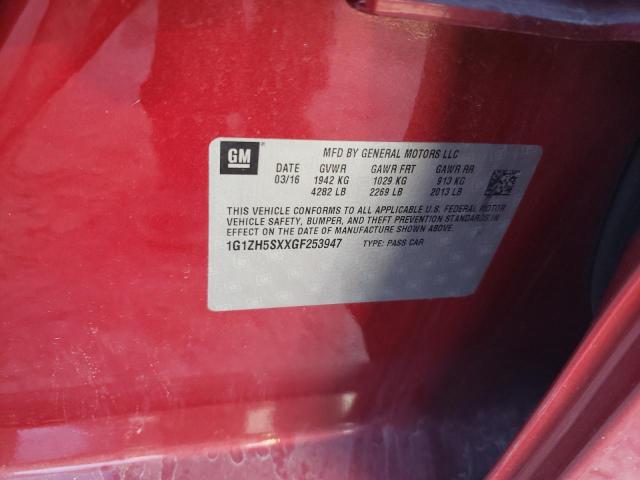 GM
MFD BY GENERAL MOTORS LLC
DATE GVWR GAWR FRT GAWR RR
03/16 1942 KG 1029 KG 913 KG
4282 LB 2269 LB 2013 LB
THIS VEHICLE CONFORMS TO ALL APPLICABLE U.S. FEDERAL MOTOR
VEHICLE SAFETY, BUMPER, AND THEFT PREVENTION STANDARDS IN
EFFECT ON THE DATE OF MANUFACTURE SHOWN ABOVE.
1G1ZH5SXXGF253947 TYPE: PASS CAR